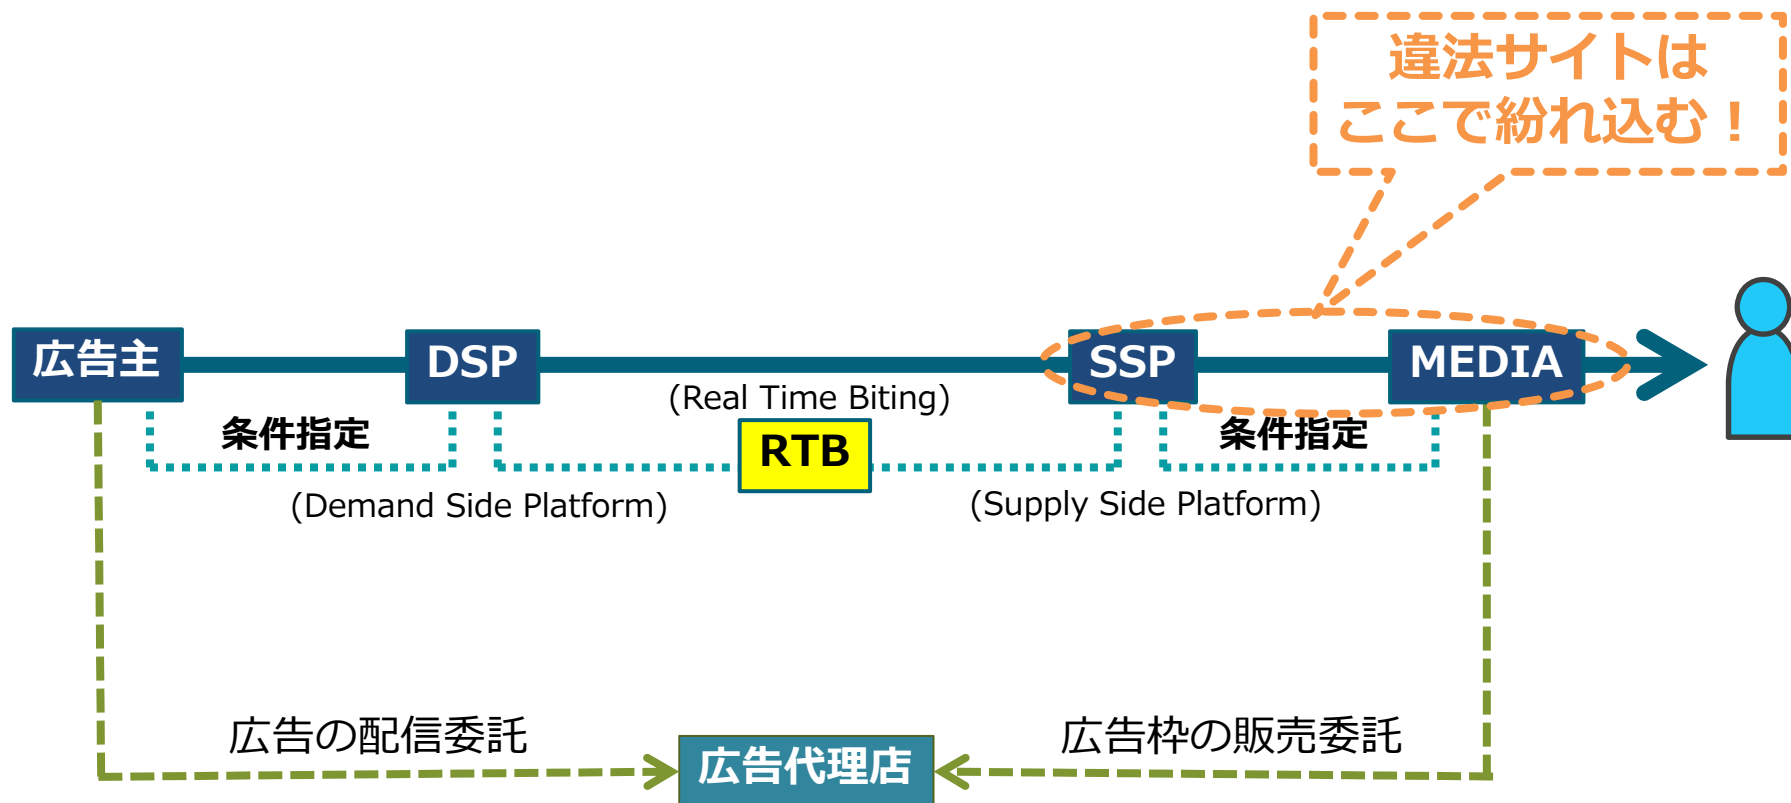 違法サイトは
ここで紛れ込む！
広告主
DSP
SSP
MEDIA
(Real Time Biting)
条件指定
RTB
条件指定
(Demand Side Platform)
(Supply Side Platform)
広告の配信委託
広告枠の販売委託
広告代理店